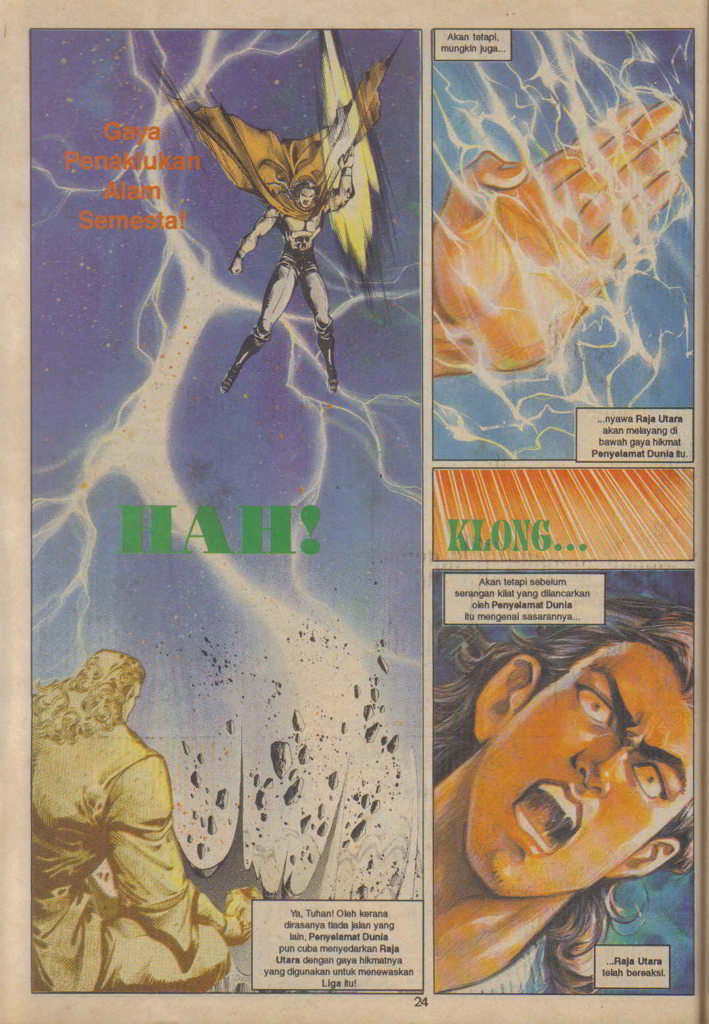 Gaya
Penaklukan
Alam
Semesta!
HAH!
Ya, Tuhan! Oleh kerana
dirasanya tiada jalan yang
lain, Penyelamat Dunia
pun cuba menyedarkan Raja
Utara dengan gaya hikmatnya
yang digunakan untuk menewaskan
Liga itu!
Akan tetapi,
mungkin juga...
...nyawa Raja Utara
akan melayang di
bawah gaya hikmat
Penyelamat Dunia itu.
KLONG...
Akan tetapi sebelum
serangan kilat yang dilancarkan
oleh Penyelamat Dunia
itu mengenai sasarannya...
...Raja Utara
telah bereaksi.
24